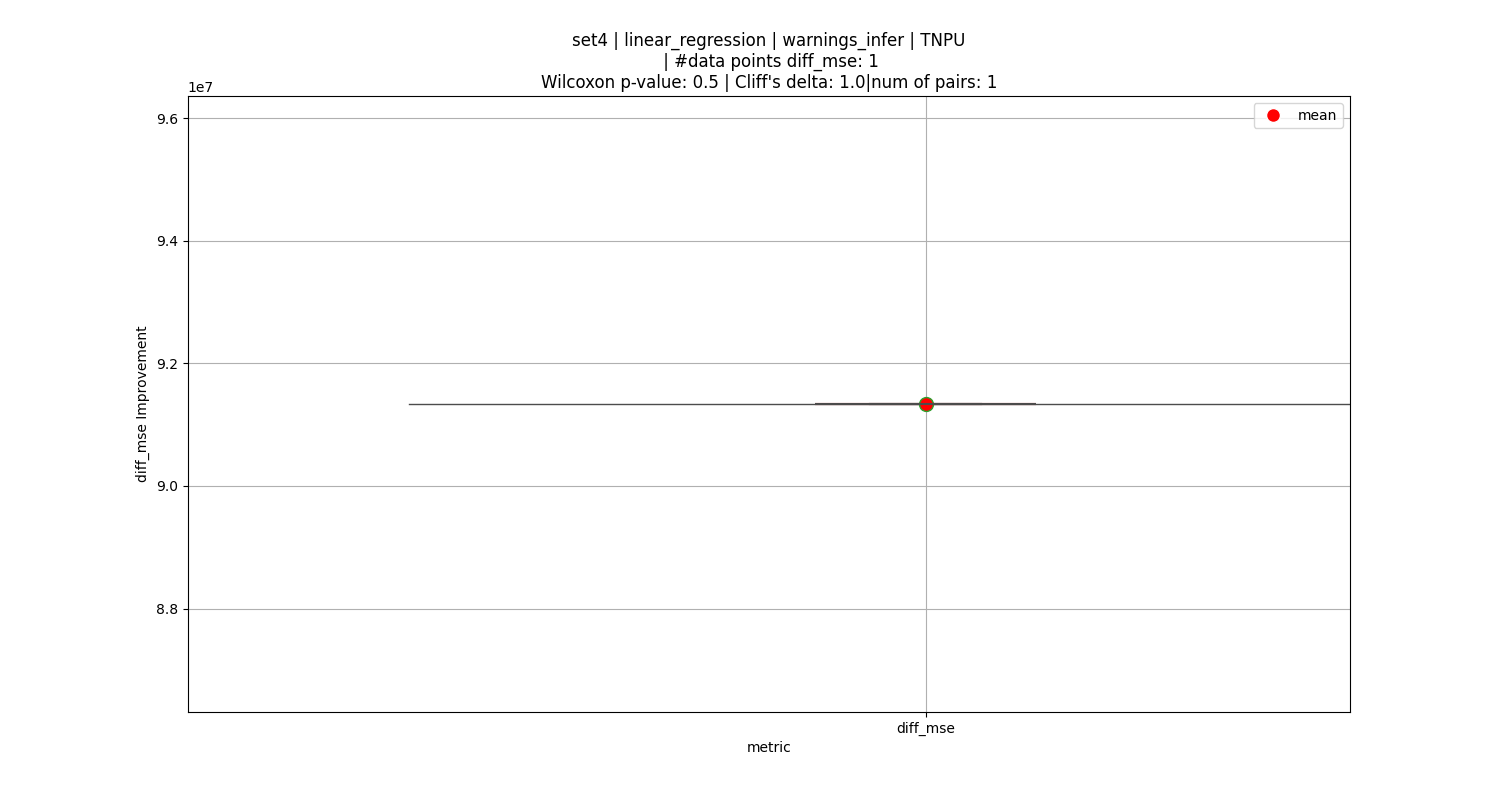 set4 | linear_regression | warnings_infer | TNPU
| #data points diff_mse: 1
Wilcoxon p-value: 0.5 | Cliff's delta: 1.0|num of pairs: 1
1e7
mean
9.6
9.4
9.2
9.0
8.8
diff_mse Improvement
diff_mse
metric